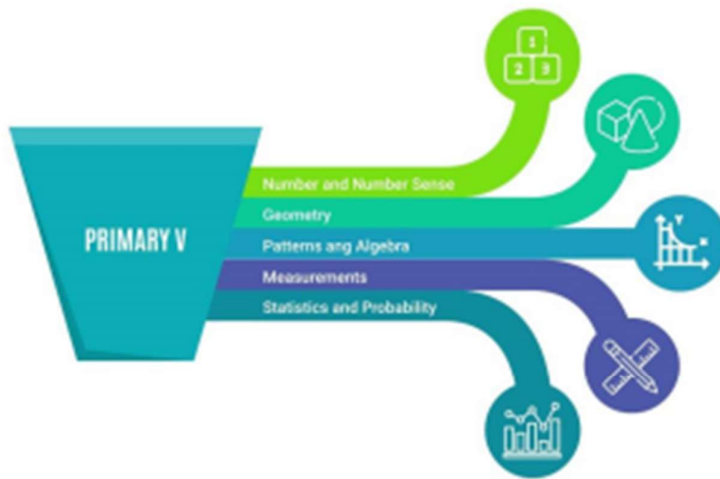 1
2 3
Number and Number Sense
Geometry
PRIMARY V
Patterns ang Algebra
Y
X
Measurements
Statistics and Probability